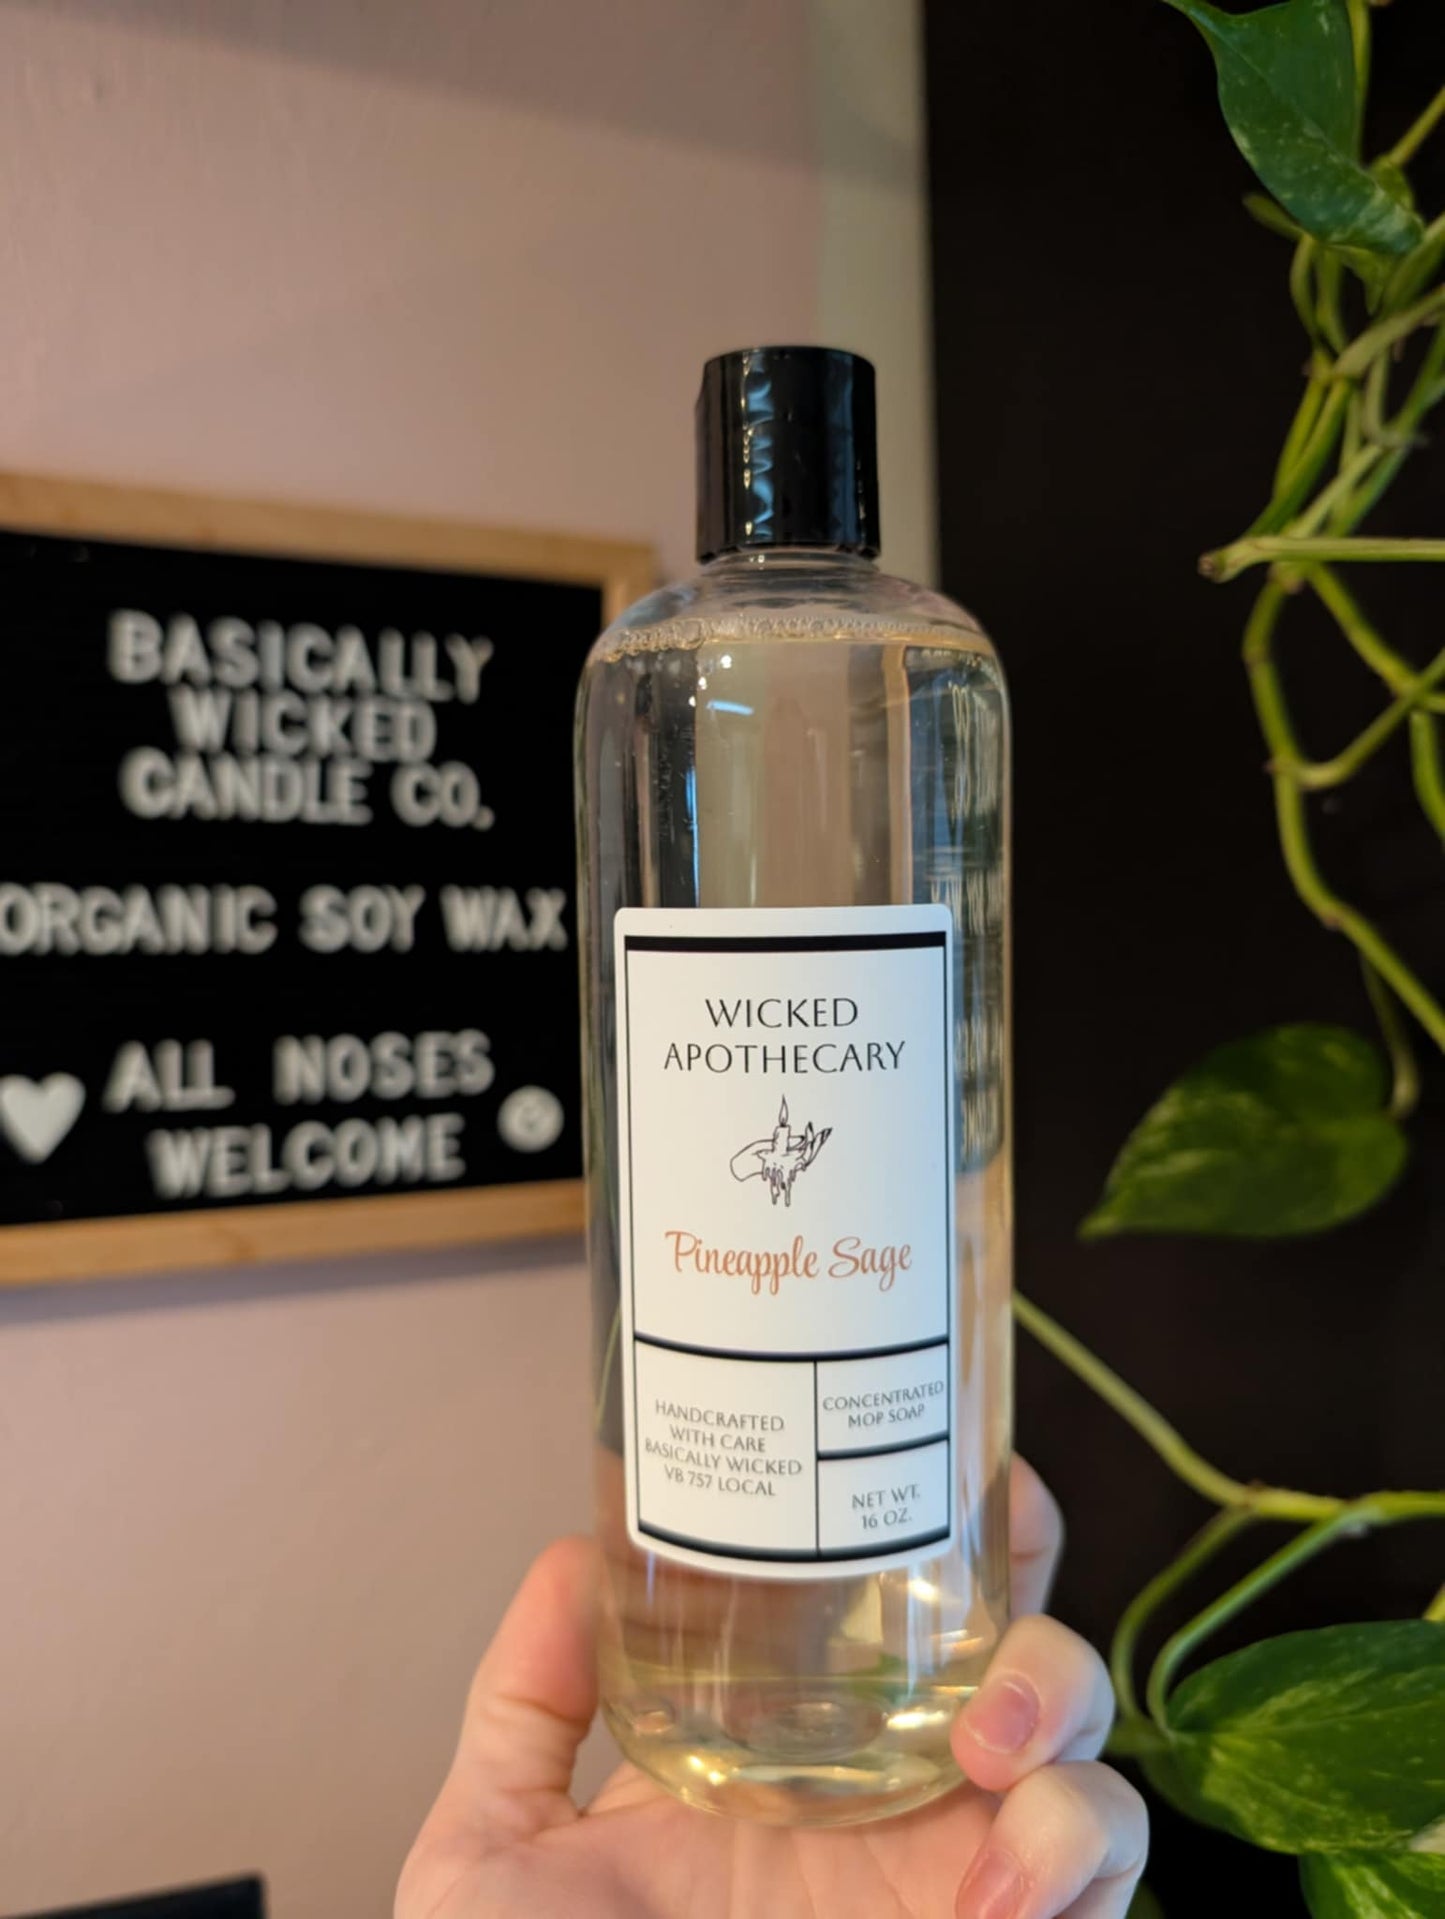 BASICALLY
WICKED
CANDLE CO.
ORGANIC SOY WAX
ALL NOSES
WELCOME
WICKED
APOTHECARY
Pineapple Sage
HANDCRAFTED
WITH CARE
BASICALLY WICKED
VB 757 LOCAL
CONCENTRATED
MOP SOAP
NET WT.
16 OZ.